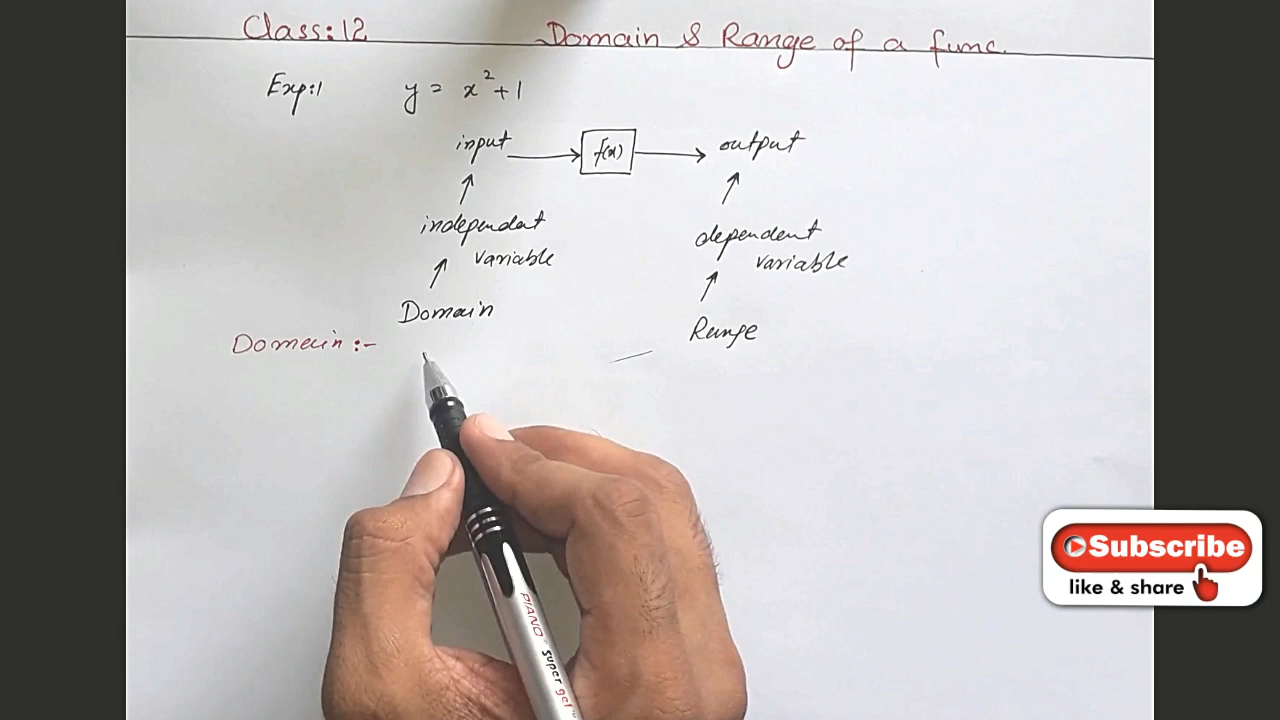 Class:12 Domain & Range of a func.
Exp:1 y = x²+1
input → f(x) → output
↑ ↑
independat variable
dependent variable
↑ ↑
Domain
Range
Domain :-
PIANO Super gel
Subscribe
like & share